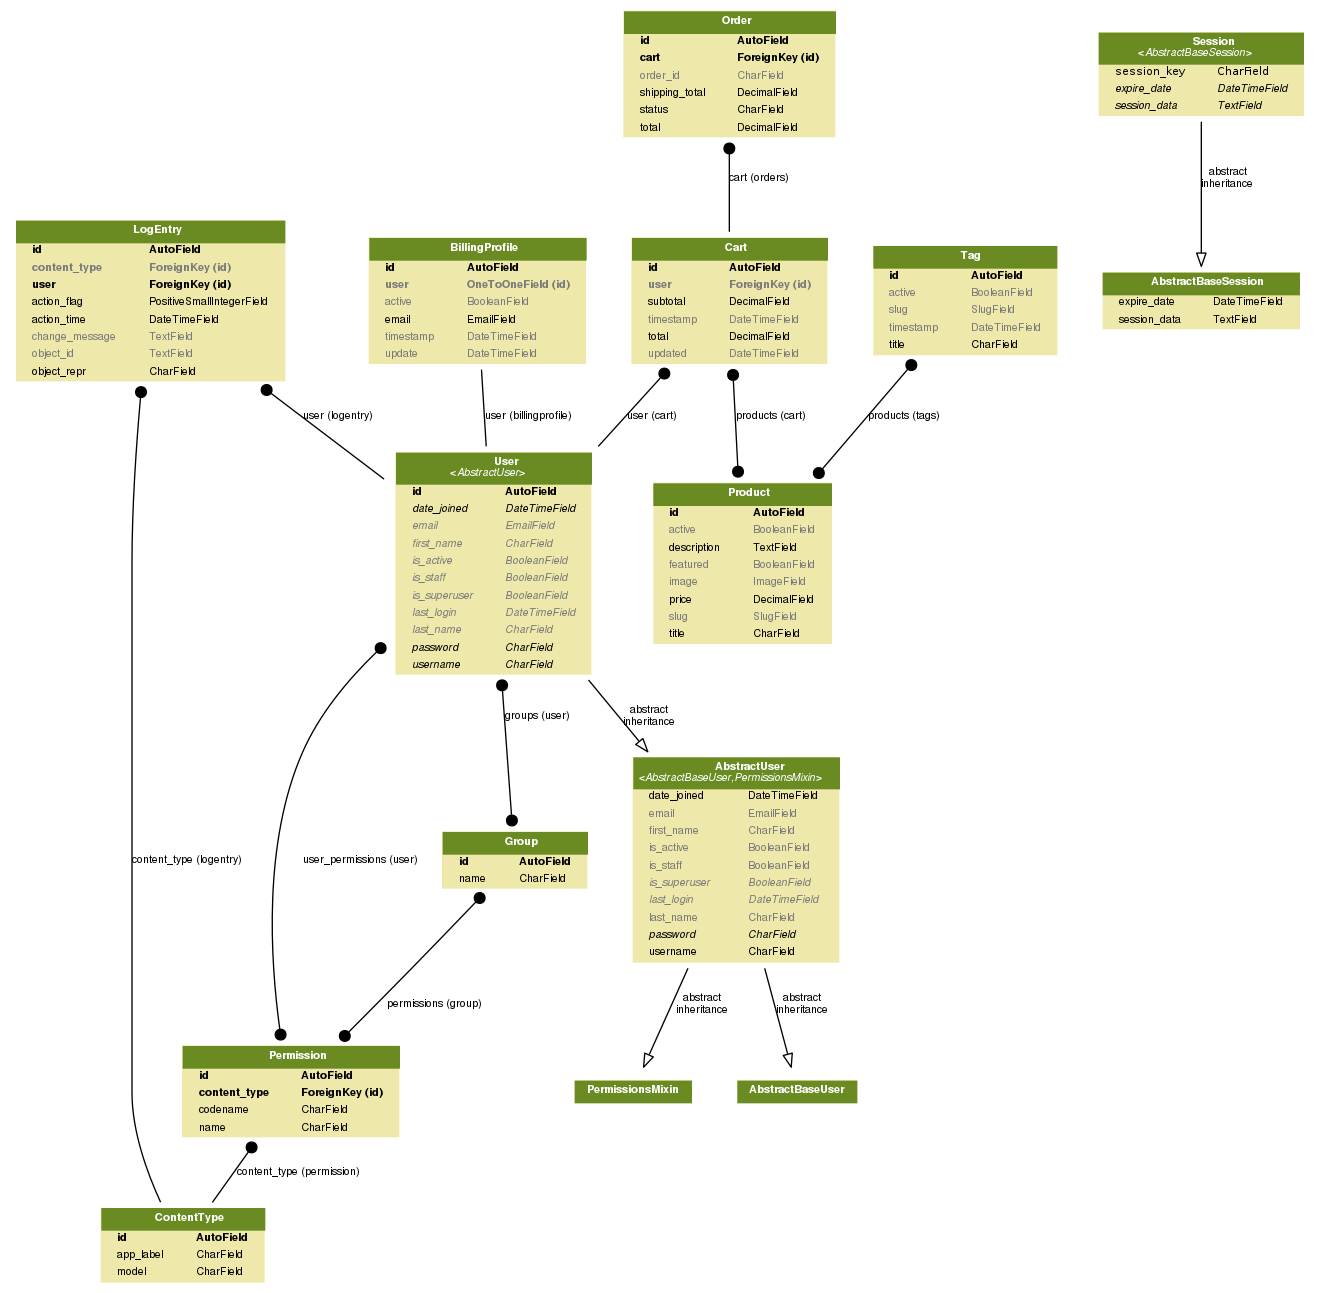 Order
id AutoField
cart ForeignKey (id)
order_id CharField
shipping_total DecimalField
status CharField
total DecimalField
cart (orders)
Session
<AbstractBaseSession>
session_key CharField
expire_date DateTimeField
session_data TextField
abstract
inheritance
AbstractBaseSession
expire_date DateTimeField
session_data TextField
LogEntry
id AutoField
content_type ForeignKey (id)
user ForeignKey (id)
action_flag PositiveSmallIntegerField
action_time DateTimeField
change_message TextField
object_id TextField
object_repr CharField
BillingProfile
id AutoField
user OneToOneField (id)
active BooleanField
email EmailField
timestamp DateTimeField
update DateTimeField
Cart
id AutoField
user ForeignKey (id)
subtotal DecimalField
timestamp DateTimeField
total DecimalField
updated DateTimeField
Tag
id AutoField
active BooleanField
slug SlugField
timestamp DateTimeField
title CharField
user (logentry)
user (billingprofile)
user (cart)
products (cart)
products (tags)
User
<AbstractUser>
id AutoField
date_joined DateTimeField
email EmailField
first_name CharField
is_active BooleanField
is_staff BooleanField
is_superuser BooleanField
last_login DateTimeField
last_name CharField
password CharField
username CharField
Product
id AutoField
active BooleanField
description TextField
featured BooleanField
image ImageField
price DecimalField
slug SlugField
title CharField
groups (user)
abstract
inheritance
AbstractUser
<AbstractBaseUser,PermissionsMixin>
date_joined DateTimeField
email EmailField
first_name CharField
is_active BooleanField
is_staff BooleanField
is_superuser BooleanField
last_login DateTimeField
last_name CharField
password CharField
username CharField
Group
id AutoField
name CharField
content_type (logentry)
user_permissions (user)
permissions (group)
abstract
inheritance
abstract
inheritance
Permission
id AutoField
content_type ForeignKey (id)
codename CharField
name CharField
PermissionsMixin
AbstractBaseUser
content_type (permission)
ContentType
id AutoField
app_label CharField
model CharField